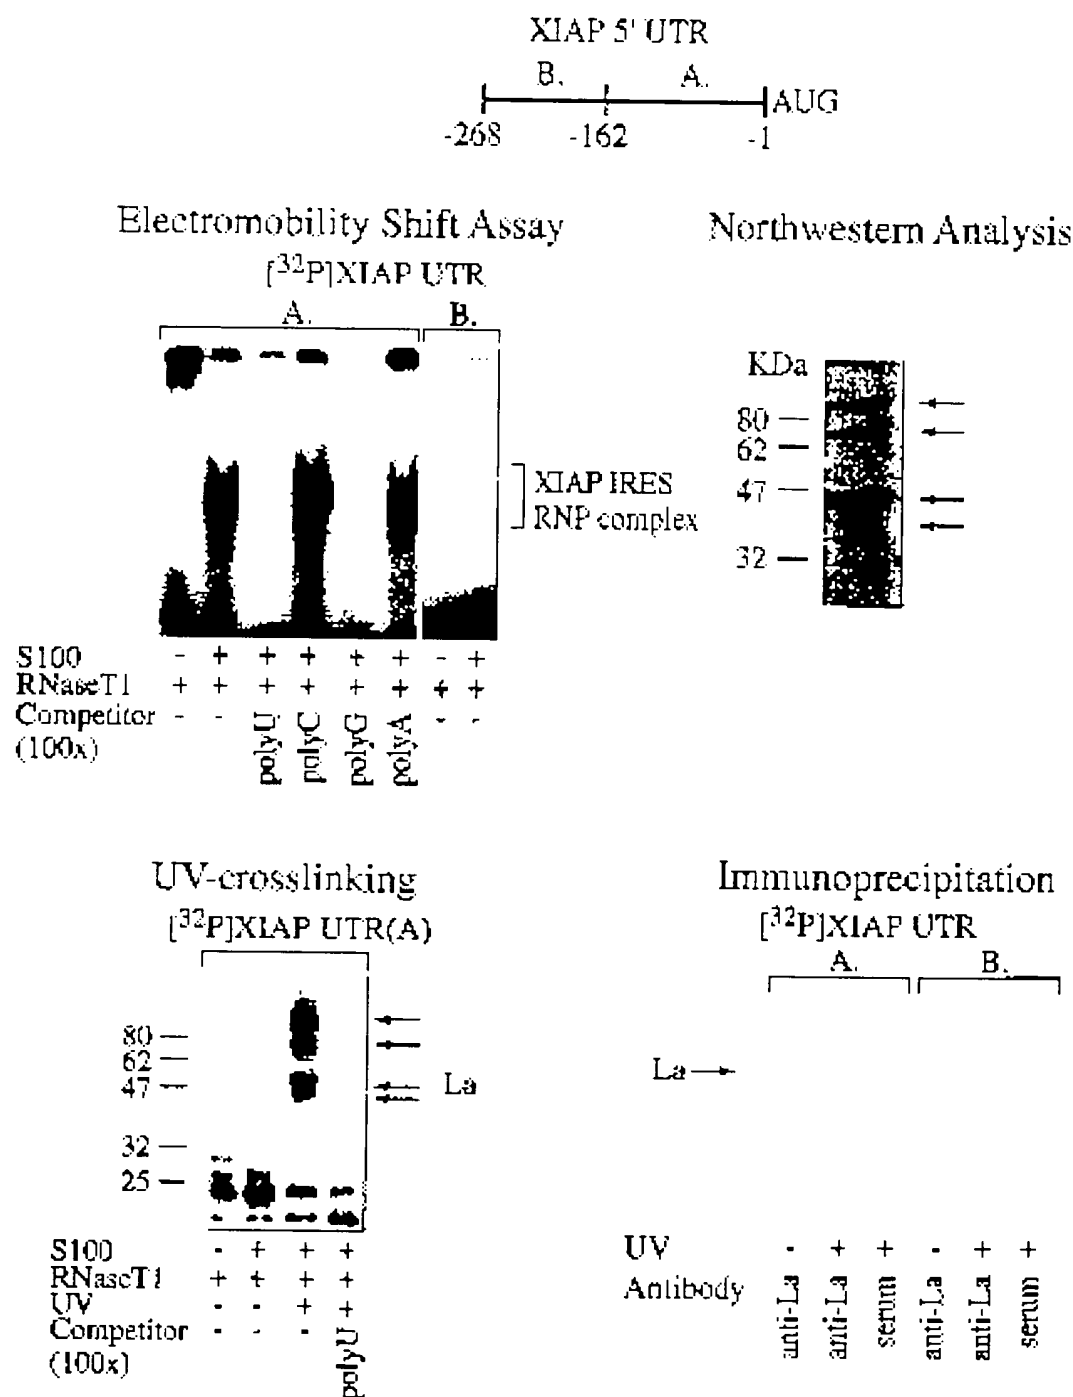 XIAP 5' UTR
B. A.
AUG
-268 -162 -1
Electromobility Shift Assay
[32P]XIAP UTR
A. B.
XIAP IRES
RNP complex
S100 - + + + + + - +
RNaseT1 + + + + + + + +
Competitor (100x) - - polyU polyC polyG polyA - -
Northwestern Analysis
KDa
80
62
47
32
UV-crosslinking
[32P]XIAP UTR(A)
80
62
47
32
25
La
S100 - + + +
RNaseT1 + + + +
UV - - + +
Competitor (100x) - - - polyU
Immunoprecipitation
[32P]XIAP UTR
A. B.
La
UV - + + - + +
Antibody anti-La anti-La serum anti-La anti-La serum